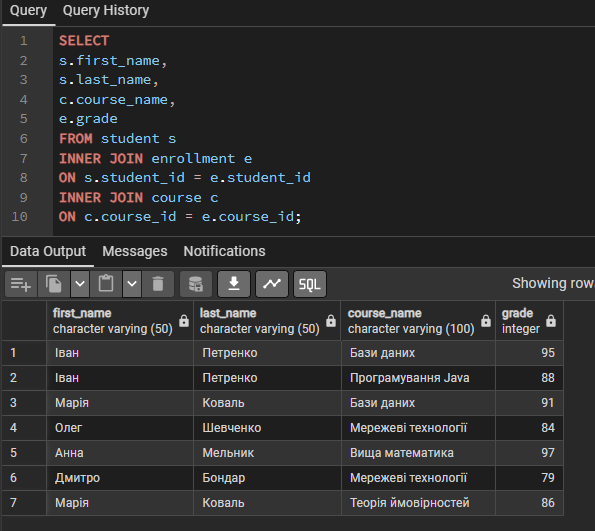 Query Query History
1 SELECT
2 s.first_name,
3 s.last_name,
4 c.course_name,
5 e.grade
6 FROM student s
7 INNER JOIN enrollment e
8 ON s.student_id = e.student_id
9 INNER JOIN course c
10 ON c.course_id = e.course_id;
Data Output Messages Notifications
SQL Showing row
first_name last_name course_name grade
character varying (50) character varying (50) character varying (100) integer
1 Іван Петренко Бази даних 95
2 Іван Петренко Програмування Java 88
3 Марія Коваль Бази даних 91
4 Олег Шевченко Мережеві технології 84
5 Анна Мельник Вища математика 97
6 Дмитро Бондар Мережеві технології 79
7 Марія Коваль Теорія ймовірностей 86